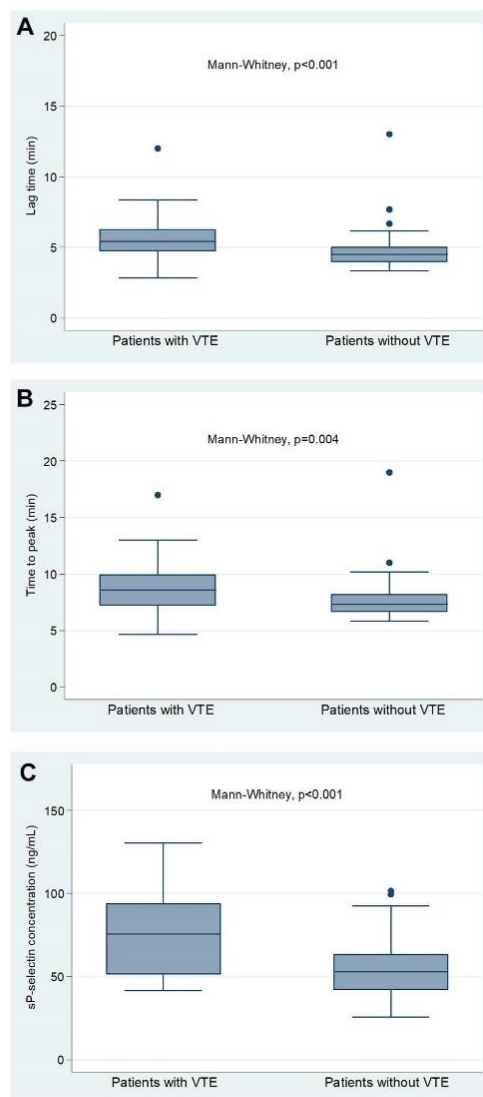 A
20
Mann-Whitney, p<0.001
15
Lag time (min)
10
5
0
Patients with VTE Patients without VTE
B
25
Mann-Whitney, p=0.004
20
15
Time to peak (min)
10
5
0
Patients with VTE Patients without VTE
C
Mann-Whitney, p<0.001
150
sP-selectin concentration (ng/mL)
100
50
0
Patients with VTE Patients without VTE